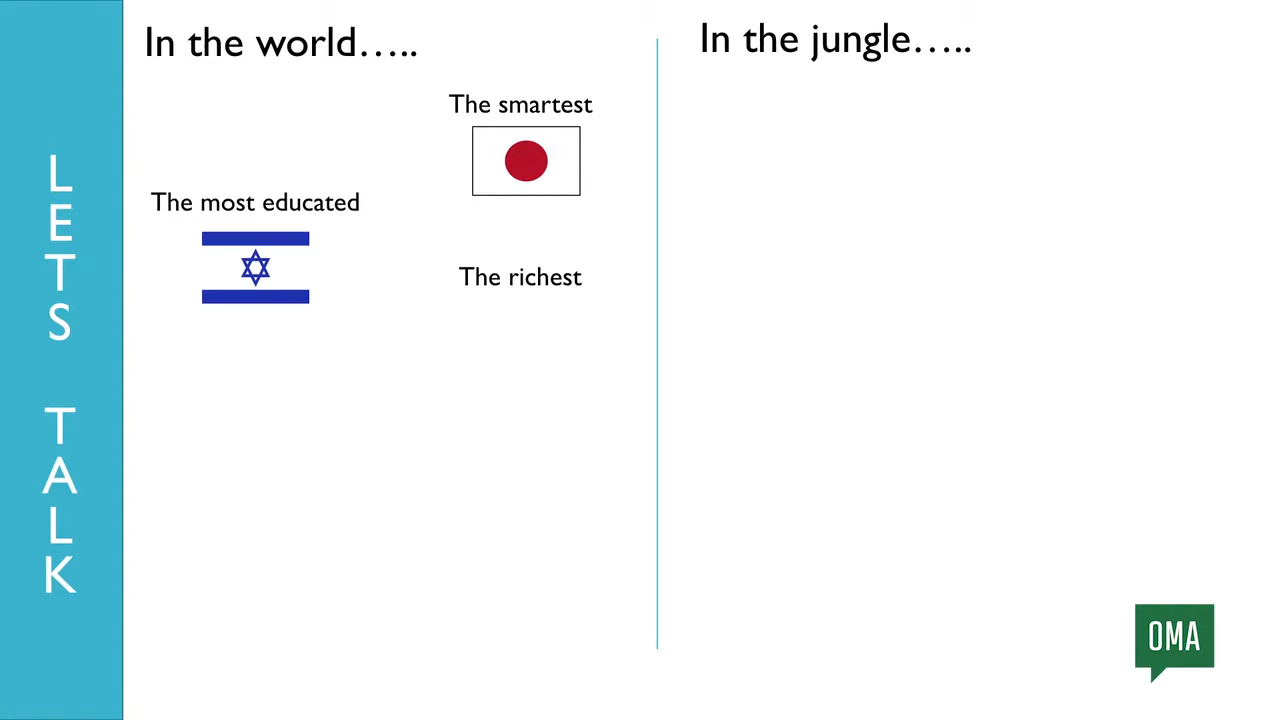 LETS TALK
In the world…..
The smartest
The most educated
The richest
In the jungle…..
OMA